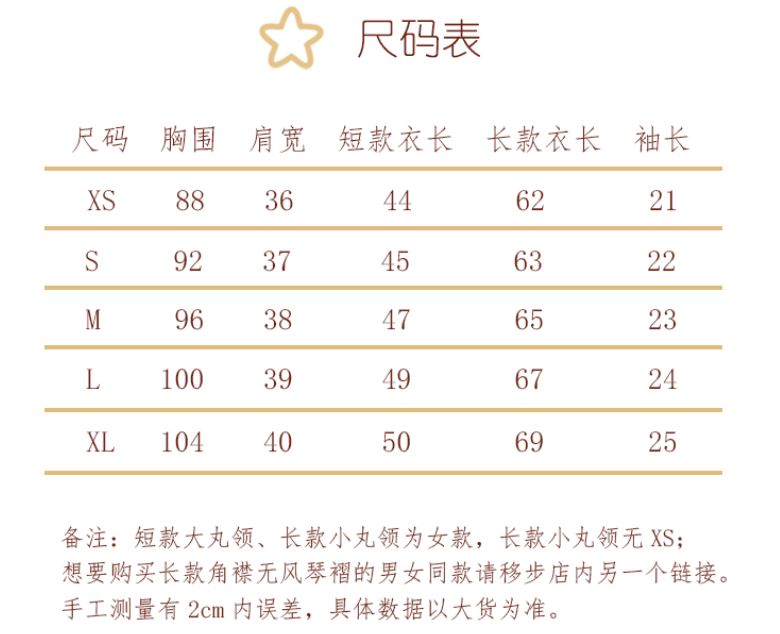 尺码表
尺码 胸围 肩宽 短款衣长 长款衣长 袖长
XS 88 36 44 62 21
S 92 37 45 63 22
M 96 38 47 65 23
L 100 39 49 67 24
XL 104 40 50 69 25
备注：短款大丸领、长款小丸领为女款，长款小丸领无 XS；
想要购买长款角襟无风琴褶的男女同款请移步店内另一个链接。
手工测量有 2cm 内误差，具体数据以大货为准。